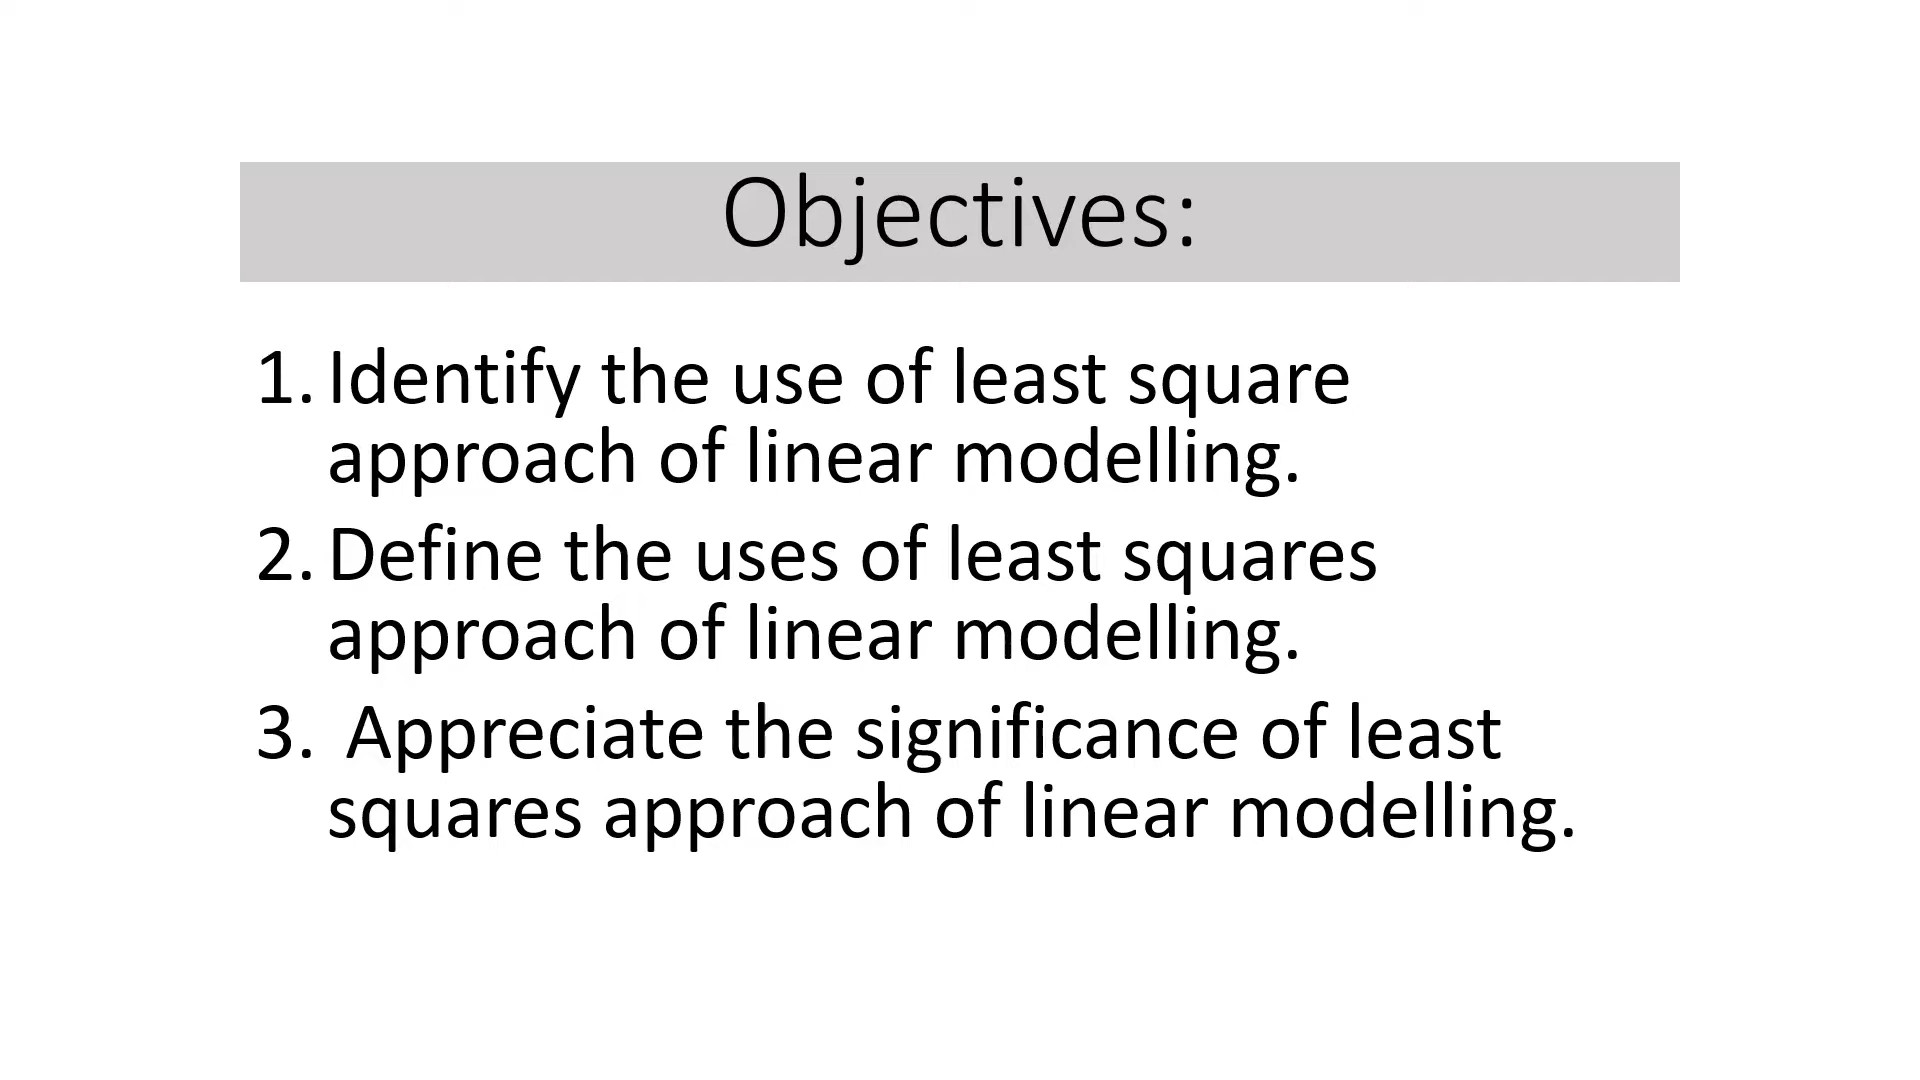 Objectives:
1. Identify the use of least square
approach of linear modelling.
2. Define the uses of least squares
approach of linear modelling.
3. Appreciate the significance of least
squares approach of linear modelling.